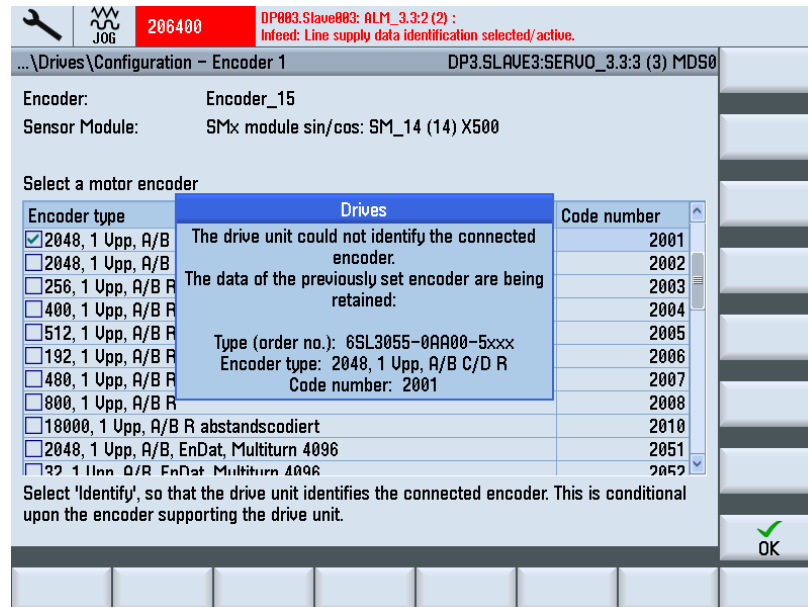 JOG
206400
DP003.Slave003: ALM_3.3:2 (2) :
Infeed: Line supply data identification selected/active.
...\Drives\Configuration - Encoder 1
DP3.SLAVE3:SERVO_3.3:3 (3) MDS0
Encoder: Encoder_15
Sensor Module: SMx module sin/cos: SM_14 (14) X500
Select a motor encoder
Encoder type Code number
2048, 1 Vpp, A/B 2001
2048, 1 Vpp, A/B 2002
256, 1 Vpp, A/B R 2003
400, 1 Vpp, A/B R 2004
512, 1 Vpp, A/B R 2005
192, 1 Vpp, A/B R 2006
480, 1 Vpp, A/B R 2007
800, 1 Vpp, A/B R 2008
18000, 1 Vpp, A/B R abstandscodiert 2010
2048, 1 Vpp, A/B, EnDat, Multiturn 4096 2051
32, 1 Vpp, A/B, EnDat, Multiturn 4096 2052
Drives
The drive unit could not identify the connected
encoder.
The data of the previously set encoder are being
retained:
Type (order no.): 6SL3055-0AA00-5xxx
Encoder type: 2048, 1 Vpp, A/B C/D R
Code number: 2001
Select 'Identify', so that the drive unit identifies the connected encoder. This is conditional
upon the encoder supporting the drive unit.
OK